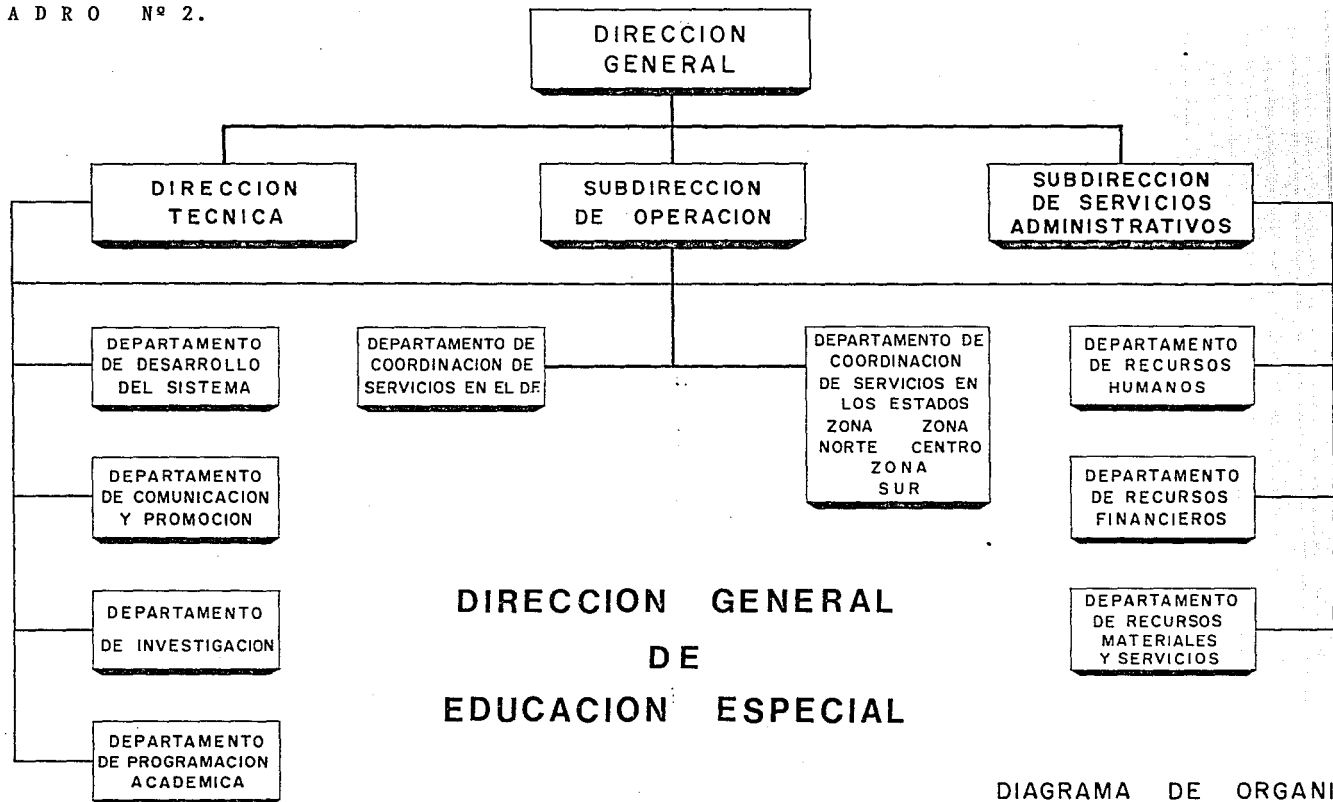 A D R O Nº 2.
DIRECCION
GENERAL
DIRECCION
TECNICA
SUBDIRECCION
DE OPERACION
SUBDIRECCION
DE SERVICIOS
ADMINISTRATIVOS
DEPARTAMENTO
DE DESARROLLO
DEL SISTEMA
DEPARTAMENTO DE
COORDINACION DE
SERVICIOS EN EL D.F.
DEPARTAMENTO DE
COORDINACION
DE SERVICIOS EN
LOS ESTADOS
ZONA ZONA
NORTE CENTRO
ZONA
SUR
DEPARTAMENTO
DE RECURSOS
HUMANOS
DEPARTAMENTO
DE COMUNICACION
Y PROMOCION
DEPARTAMENTO
DE RECURSOS
FINANCIEROS
DEPARTAMENTO
DE INVESTIGACION
DEPARTAMENTO
DE RECURSOS
MATERIALES
Y SERVICIOS
DEPARTAMENTO
DE PROGRAMACION
ACADEMICA
DIRECCION GENERAL
DE
EDUCACION ESPECIAL
DIAGRAMA DE ORGANI